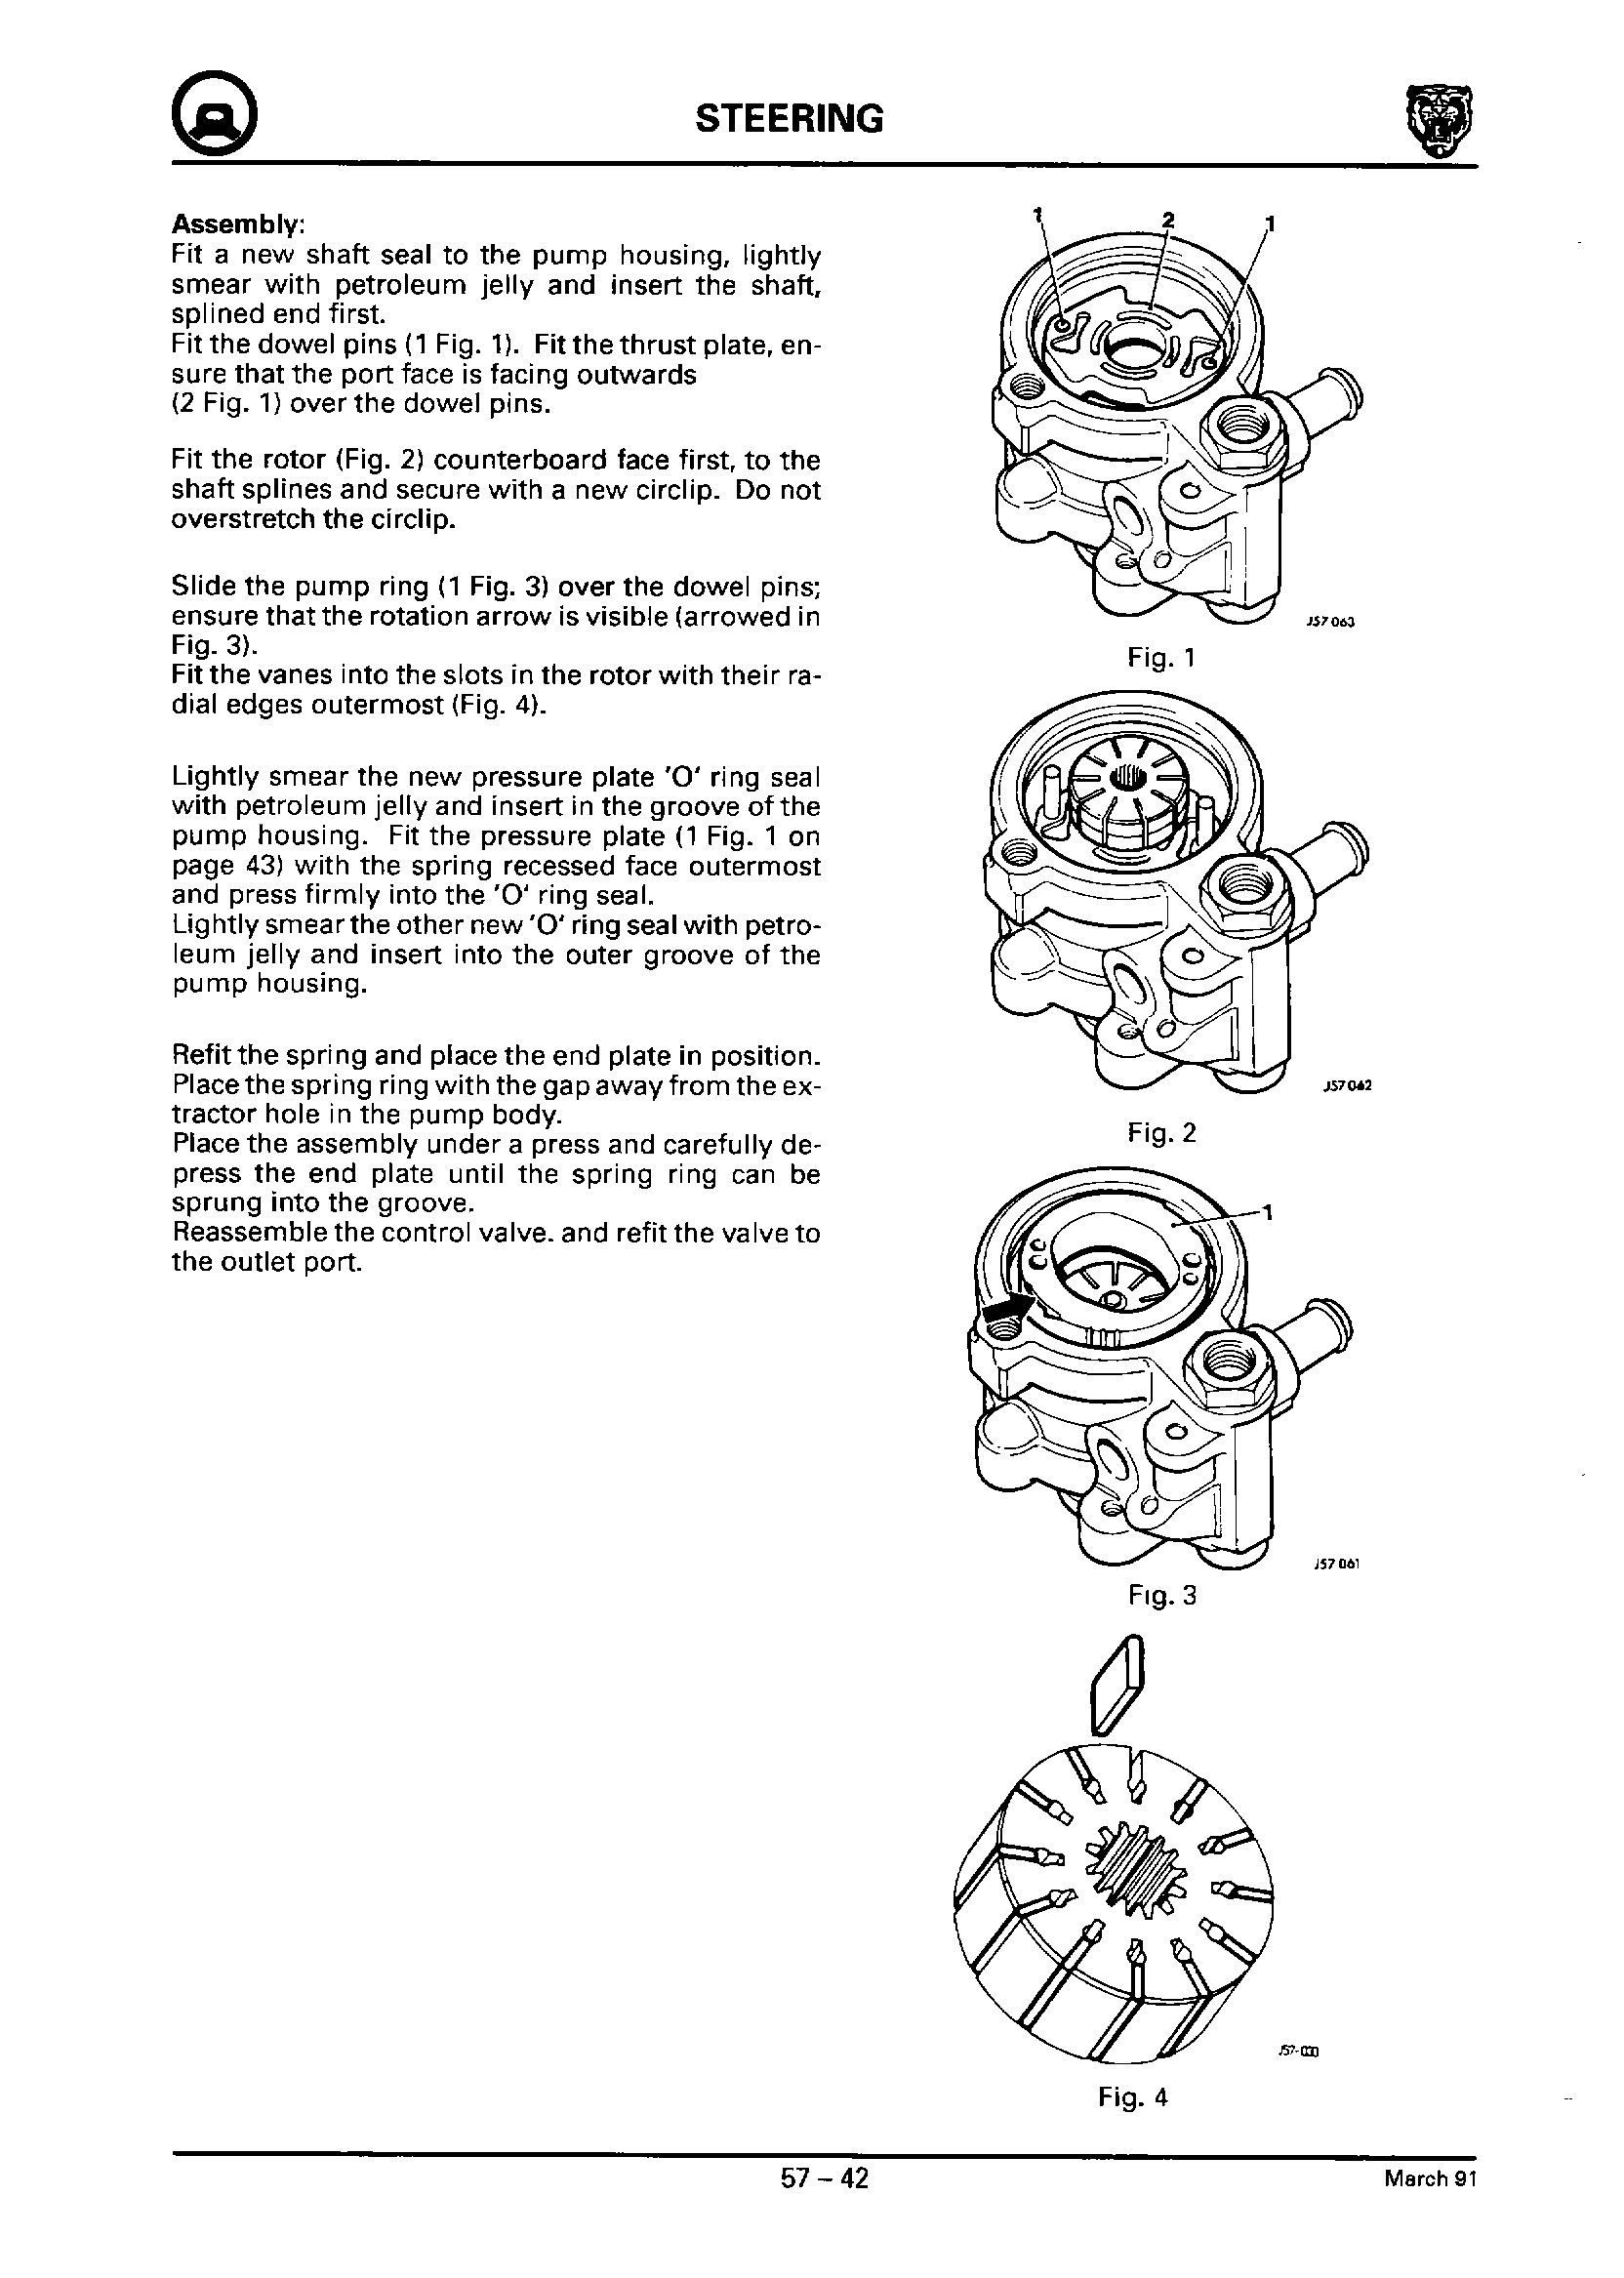 STEERING
Assembly:
Fit a new shaft seal to the pump housing, lightly
smear with petroleum jelly and insert the shaft,
splined end first.
Fit the dowel pins (1 Fig. 1). Fit the thrust plate, en-
sure that the port face is facing outwards
(2 Fig. 1) over the dowel pins.
Fit the rotor (Fig. 2) counterboard face first, to the
shaft splines and secure with a new circlip. Do not
overstretch the circlip.
Slide the pump ring (1 Fig. 3) over the dowel pins;
ensure that the rotation arrow is visible (arrowed in
Fig. 3).
Fit the vanes into the slots in the rotor with their ra-
dial edges outermost (Fig. 4).
Lightly smear the new pressure plate 'O' ring seal
with petroleum jelly and insert in the groove of the
pump housing. Fit the pressure plate (1 Fig. 1 on
page 43) with the spring recessed face outermost
and press firmly into the 'O' ring seal.
Lightly smear the other new 'O' ring seal with petro-
leum jelly and insert into the outer groove of the
pump housing.
Refit the spring and place the end plate in position.
Place the spring ring with the gap away from the ex-
tractor hole in the pump body.
Place the assembly under a press and carefully de-
press the end plate until the spring ring can be
sprung into the groove.
Reassemble the control valve. and refit the valve to
the outlet port.
1 2 1
J57 063
Fig. 1
J57 062
Fig. 2
1
J57 061
Fig. 3
J57-000
Fig. 4
57 – 42
March 91